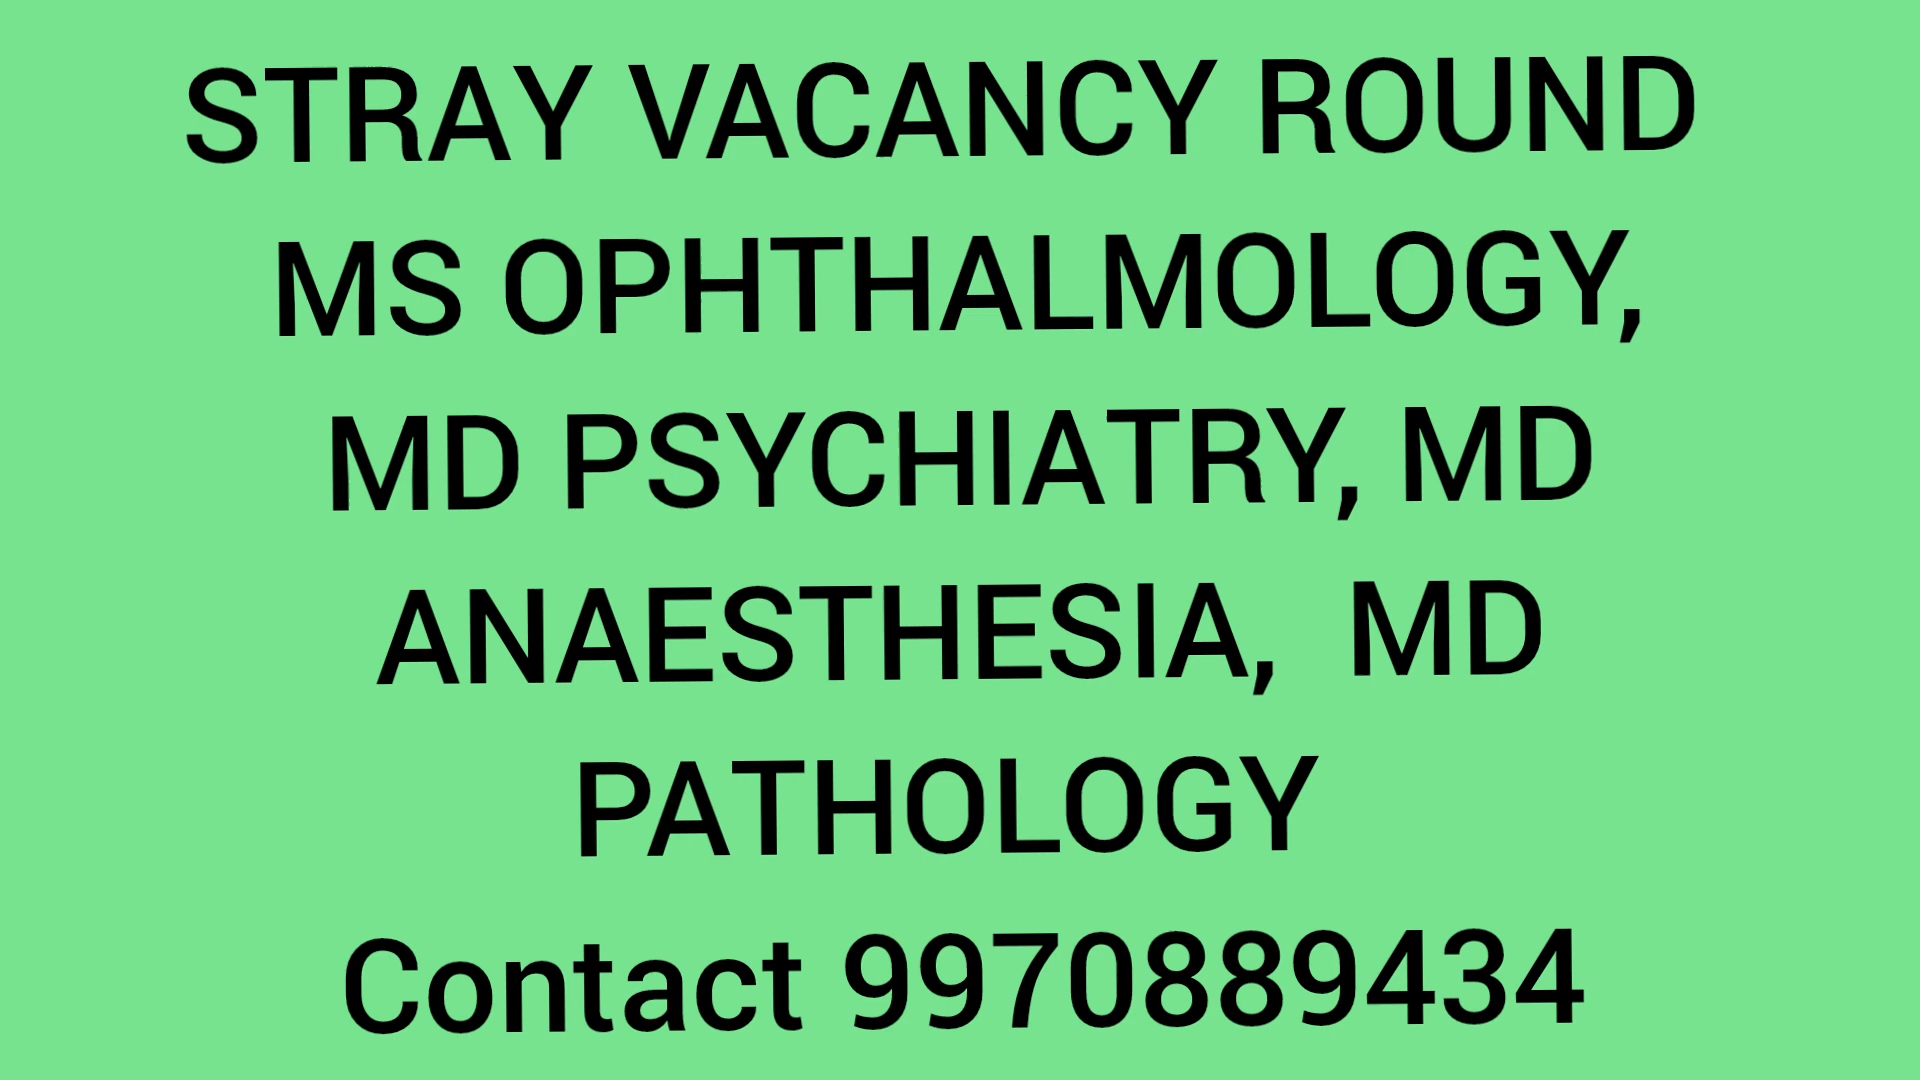 STRAY VACANCY ROUND
MS OPHTHALMOLOGY,
MD PSYCHIATRY, MD
ANAESTHESIA, MD
PATHOLOGY
Contact 9970889434